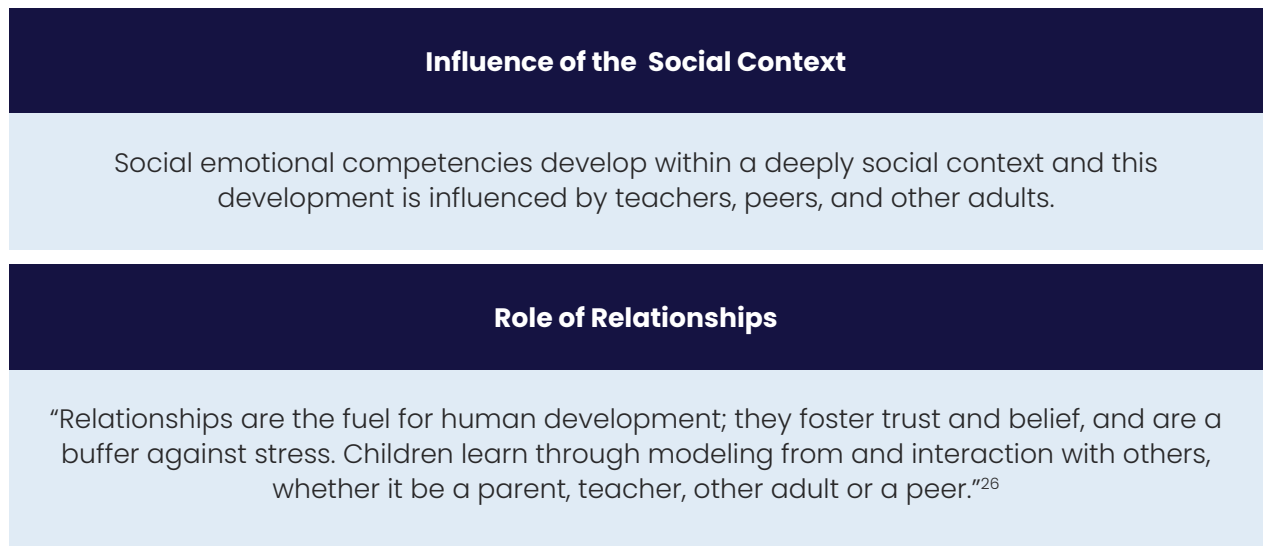 Influence of the  Social Context
Social emotional competencies develop within a deeply social context and this
development is influenced by teachers, peers, and other adults.
Role of Relationships
“Relationships are the fuel for human development; they foster trust and belief, and are a
buffer against stress. Children learn through modeling from and interaction with others,
whether it be a parent, teacher, other adult or a peer.”26